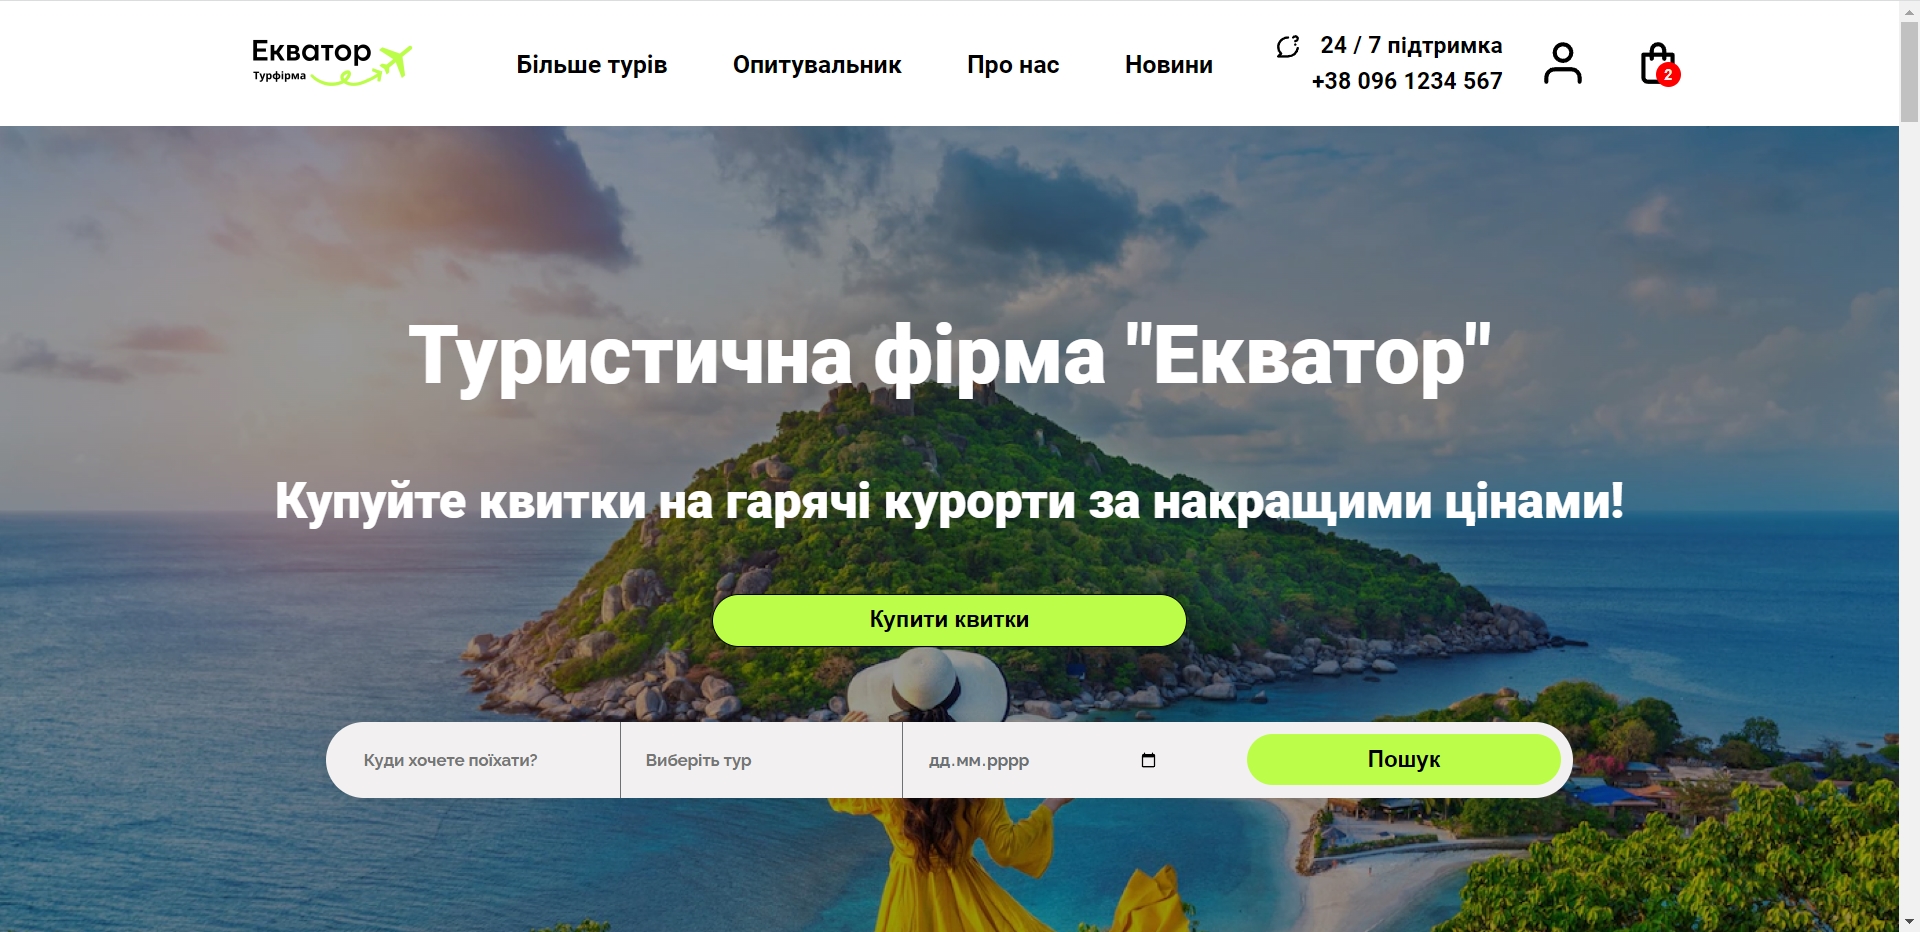 Екватор
Турфірма
Більше турів
Опитувальник
Про нас
Новини
24 / 7 підтримка
+38 096 1234 567
2
Туристична фірма "Екватор"
Купуйте квитки на гарячі курорти за накращими цінами!
Купити квитки
Куди хочете поїхати?
Виберіть тур
дд.мм.рррр
Пошук